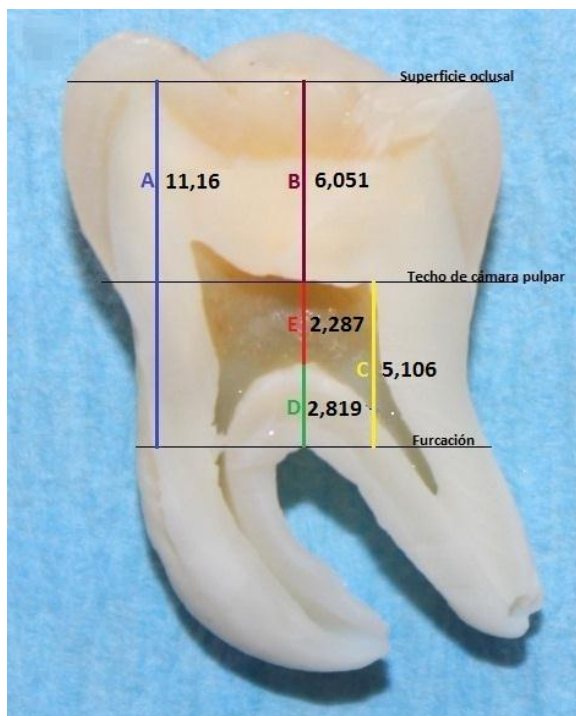 Superficie oclusal
A 11,16
B 6,051
Techo de cámara pulpar
E 2,287
C 5,106
D 2,819
Furcación